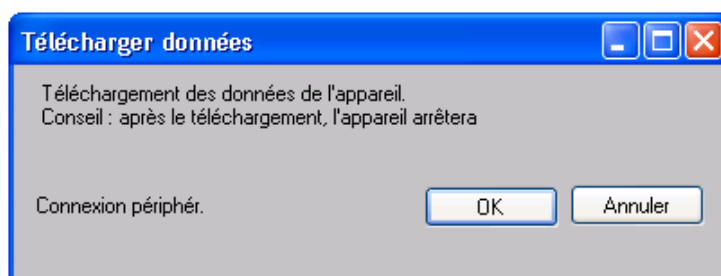 Télécharger données
Téléchargement des données de l'appareil.
Conseil : après le téléchargement, l'appareil arrêtera
Connexion périphér.
OK
Annuler